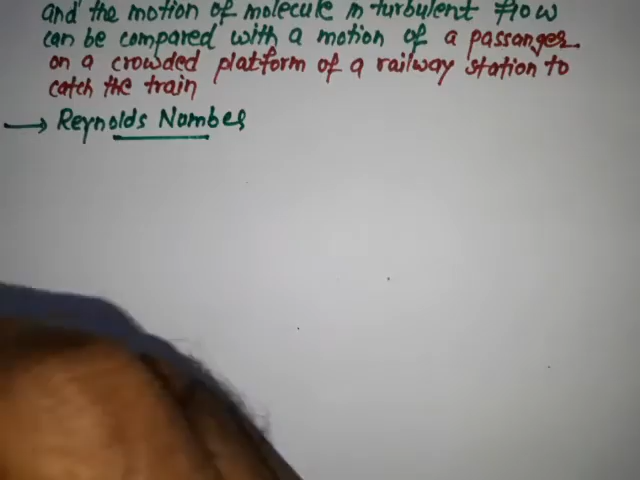 and the motion of molecule in turbulent flow
can be compared with a motion of a passanger
on a crowded platform of a railway station to
catch the train
→ Reynolds Number